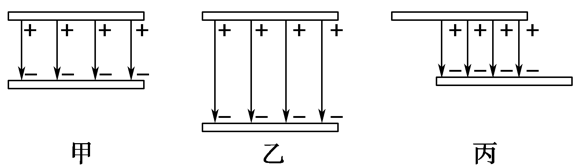 + + + + + + + + + + + +
− − − − − − − − − − − −
甲 乙 丙